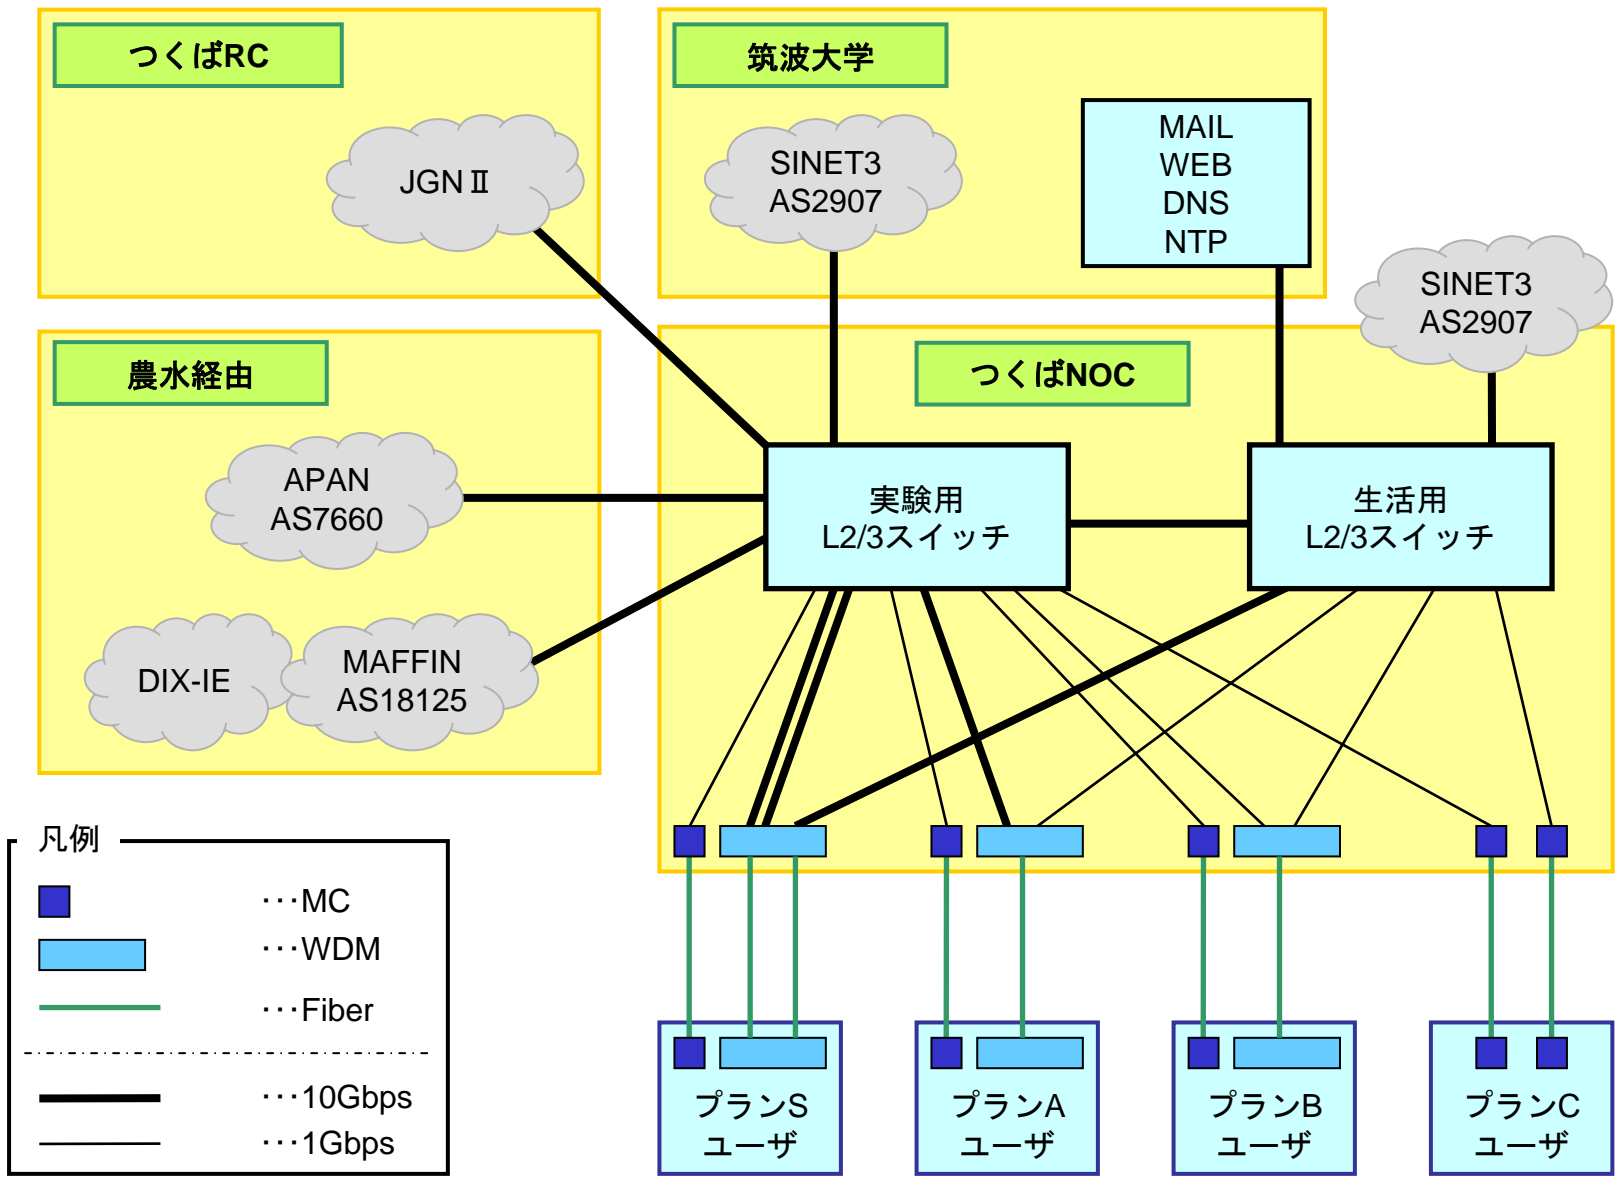 つくばRC
JGNⅡ
筑波大学
SINET3
AS2907
MAIL
WEB
DNS
NTP
SINET3
AS2907
農水経由
APAN
AS7660
DIX-IE
MAFFIN
AS18125
つくばNOC
実験用
L2/3スイッチ
生活用
L2/3スイッチ
凡例
…MC
…WDM
…Fiber
…10Gbps
…1Gbps
プランS
ユーザ
プランA
ユーザ
プランB
ユーザ
プランC
ユーザ